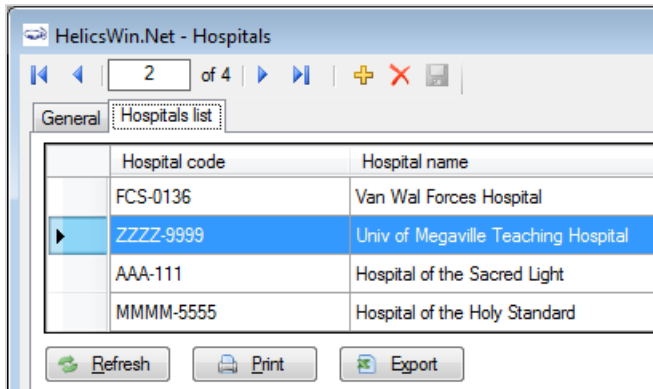 HelicsWin.Net - Hospitals
2 of 4
General Hospitals list
Hospital code Hospital name
FCS-0136 Van Wal Forces Hospital
ZZZZ-9999 Univ of Megaville Teaching Hospital
AAA-111 Hospital of the Sacred Light
MMMM-5555 Hospital of the Holy Standard
Refresh Print Export